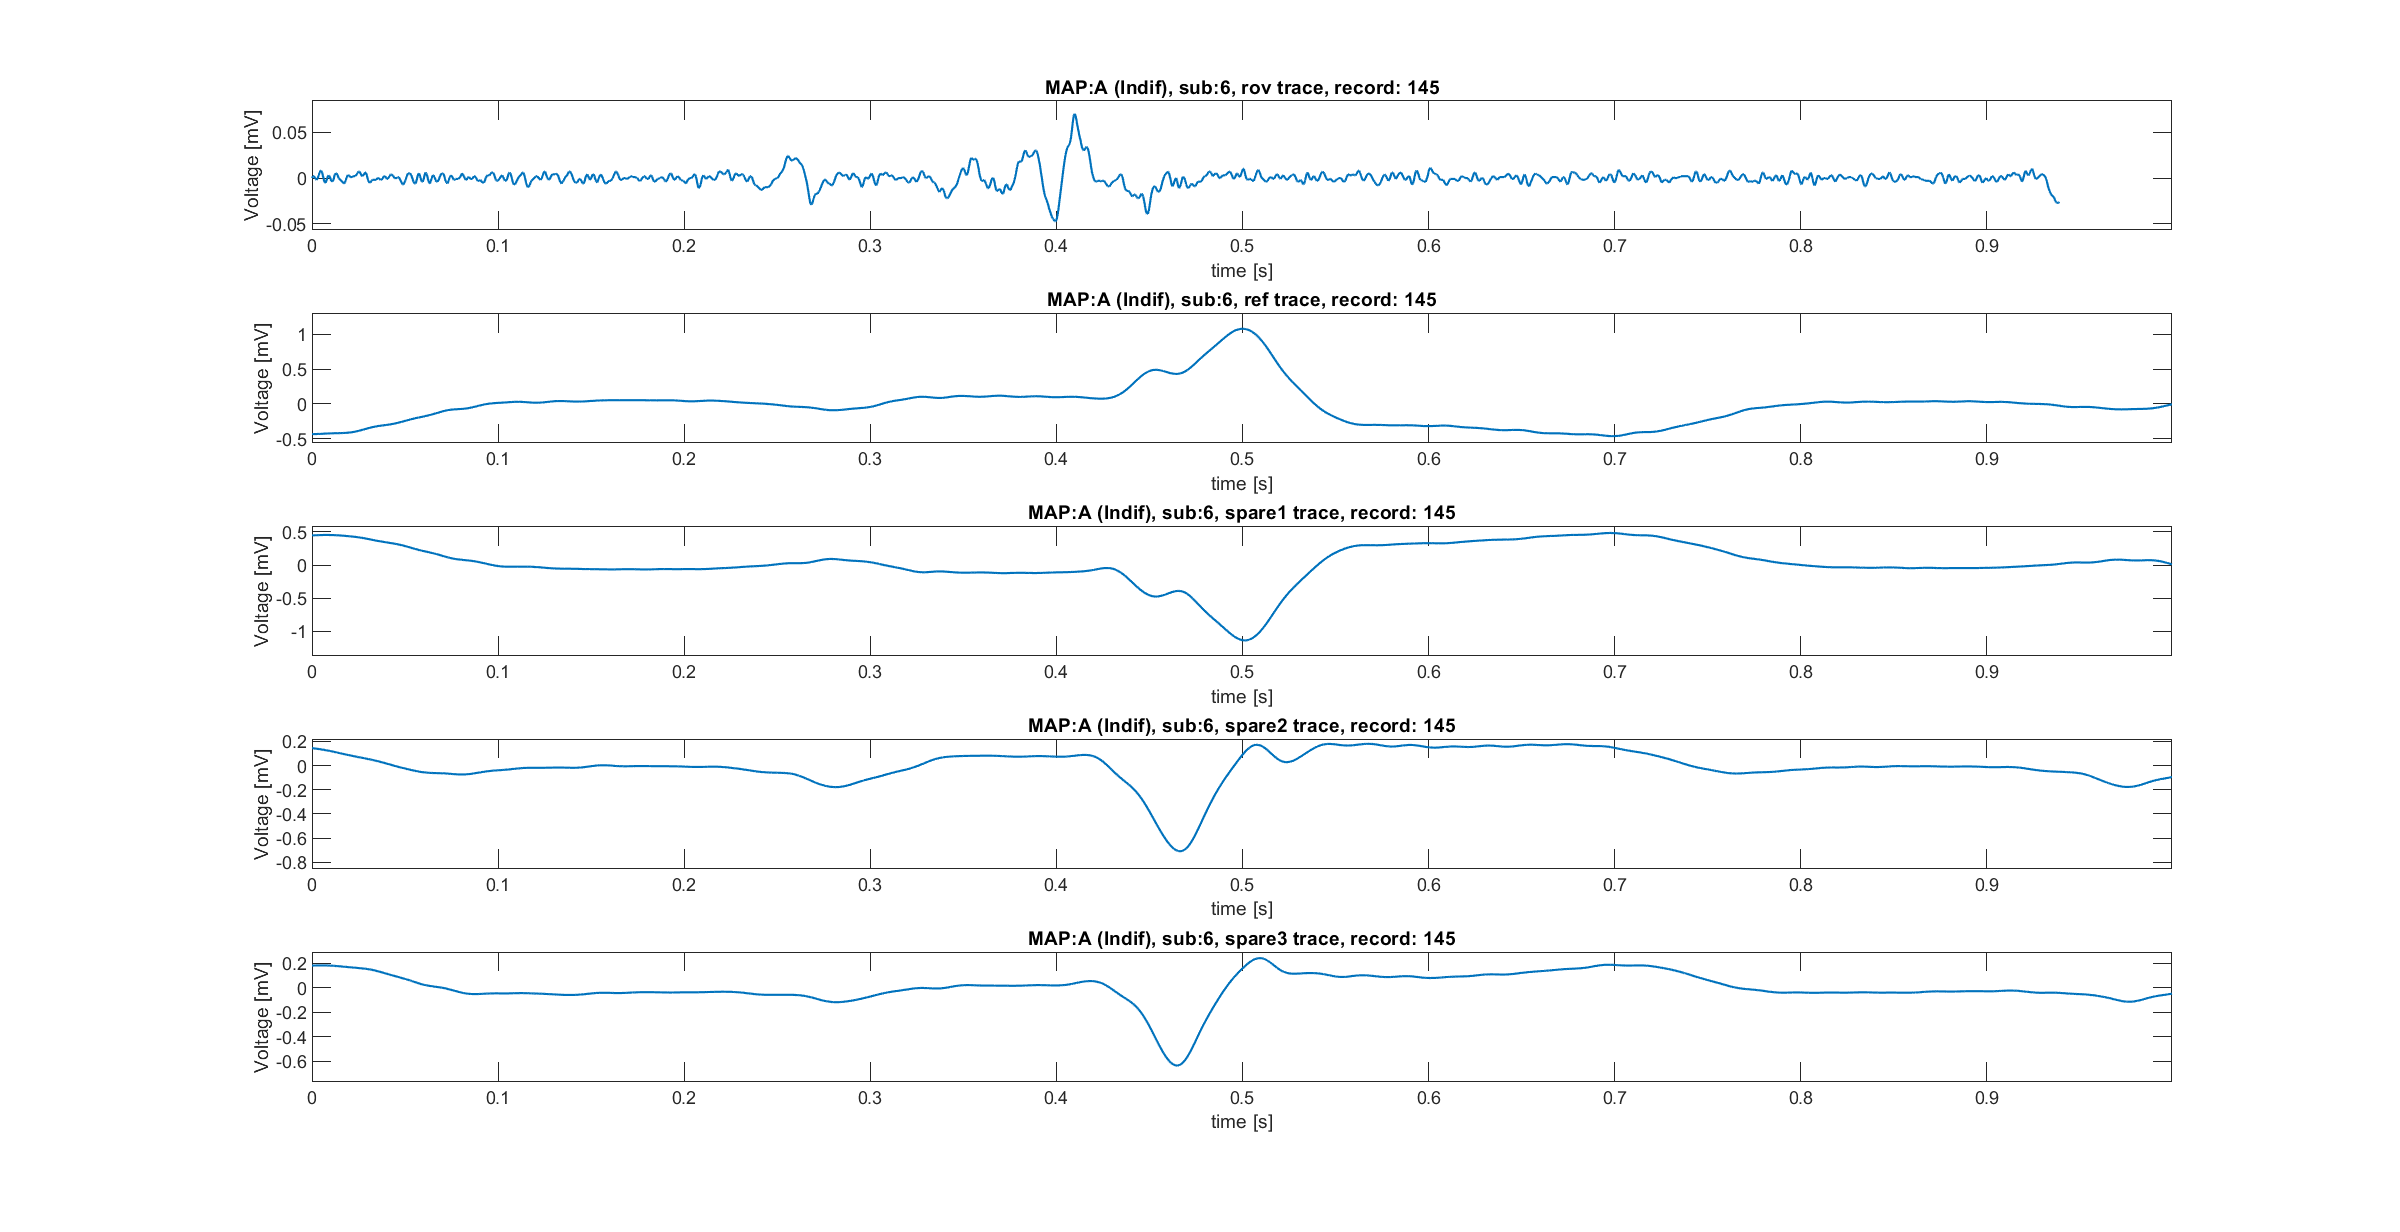 MAP:A (Indif), sub:6, rov trace, record: 145
Voltage [mV]
0.05
0
-0.05
0 0.1 0.2 0.3 0.4 0.5 0.6 0.7 0.8 0.9
time [s]
MAP:A (Indif), sub:6, ref trace, record: 145
Voltage [mV]
1
0.5
0
-0.5
0 0.1 0.2 0.3 0.4 0.5 0.6 0.7 0.8 0.9
time [s]
MAP:A (Indif), sub:6, spare1 trace, record: 145
Voltage [mV]
0.5
0
-0.5
-1
0 0.1 0.2 0.3 0.4 0.5 0.6 0.7 0.8 0.9
time [s]
MAP:A (Indif), sub:6, spare2 trace, record: 145
Voltage [mV]
0.2
0
-0.2
-0.4
-0.6
-0.8
0 0.1 0.2 0.3 0.4 0.5 0.6 0.7 0.8 0.9
time [s]
MAP:A (Indif), sub:6, spare3 trace, record: 145
Voltage [mV]
0.2
0
-0.2
-0.4
-0.6
0 0.1 0.2 0.3 0.4 0.5 0.6 0.7 0.8 0.9
time [s]